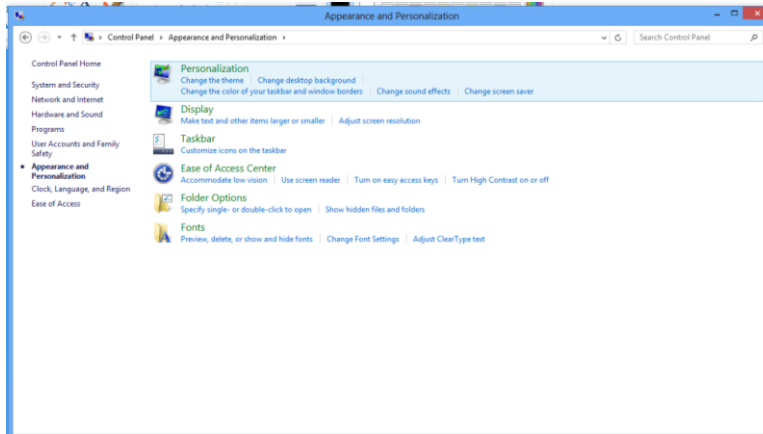 Appearance and Personalization
Control Panel Appearance and Personalization
Search Control Panel
Control Panel Home
System and Security
Network and Internet
Hardware and Sound
Programs
User Accounts and Family
Safety
Appearance and
Personalization
Clock, Language, and Region
Ease of Access
Personalization
Change the theme Change desktop background
Change the color of your taskbar and window borders Change sound effects Change screen saver
Display
Make text and other items larger or smaller Adjust screen resolution
Taskbar
Customize icons on the taskbar
Ease of Access Center
Accommodate low vision Use screen reader Turn on easy access keys Turn High Contrast on or off
Folder Options
Specify single- or double-click to open Show hidden files and folders
Fonts
Preview, delete, or show and hide fonts Change Font Settings Adjust ClearType text